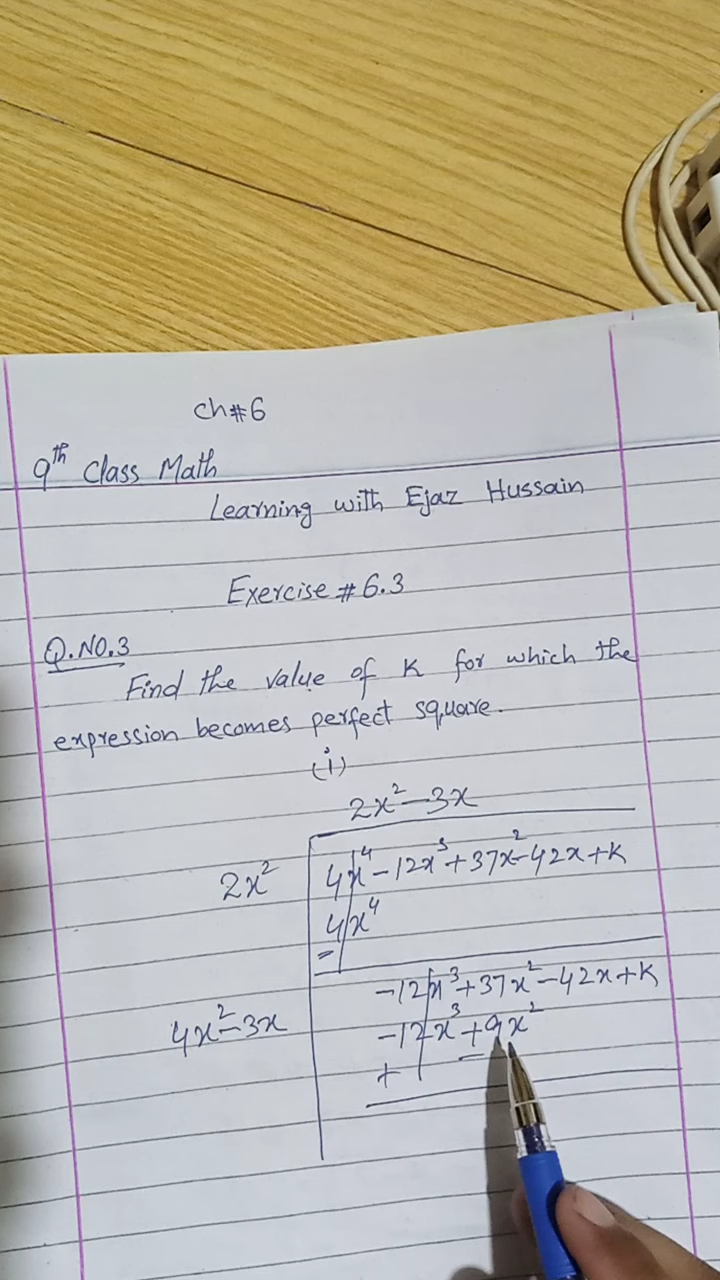 Ch#6
9th Class Math
Learning with Ejaz Hussain
Exercise # 6.3
Q.NO.3
Find the value of K for which the
expression becomes perfect square.
(i)
2x²-3x
2x² 4x⁴-12x³+37x²-42x+K
4x⁴
-
-12x³+37x²-42x+K
4x²-3x -12x³+9x²
+ -